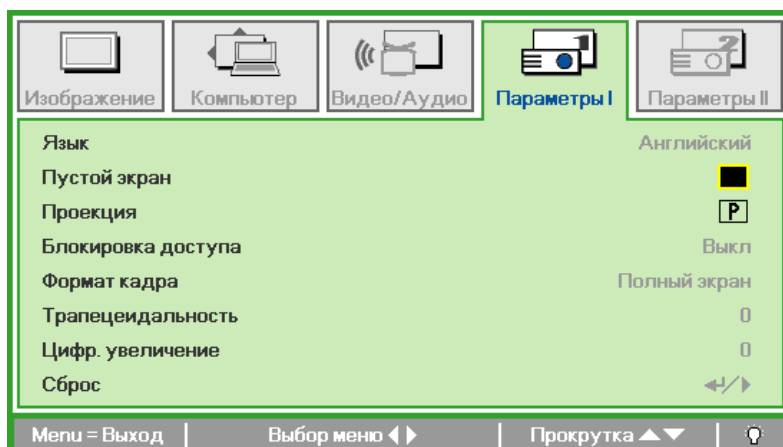 Изображение Компьютер Видео/Аудио Параметры I Параметры II
Язык Английский
Пустой экран
Проекция P
Блокировка доступа Выкл
Формат кадра Полный экран
Трапецеидальность 0
Цифр. увеличение 0
Сброс
Menu = Выход Выбор меню Прокрутка